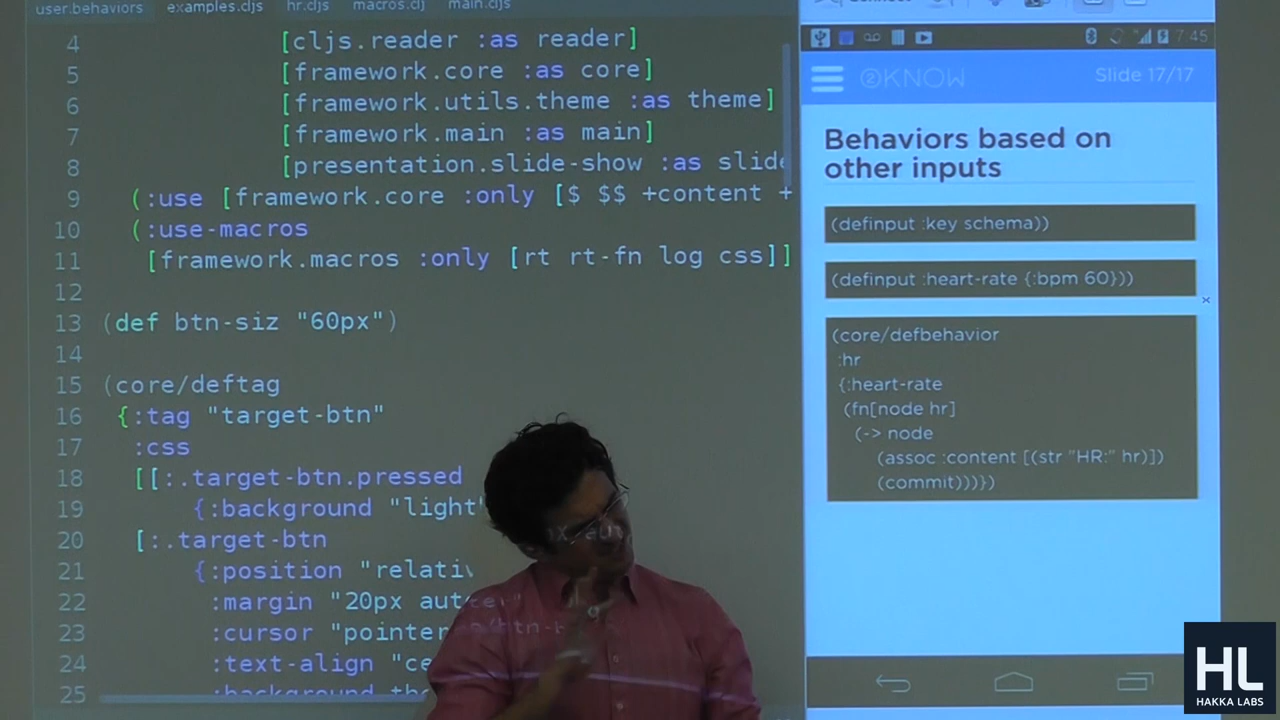 user.behaviors examples.cljs hr.cljs macros.clj main.cljs
4 [cljs.reader :as reader]
5 [framework.core :as core]
6 [framework.utils.theme :as theme]
7 [framework.main :as main]
8 [presentation.slide-show :as slide
9 (:use [framework.core :only [$ $$ +content +
10 (:use-macros
11 [framework.macros :only [rt rt-fn log css]]
12
13 (def btn-siz "60px")
14
15 (core/deftag
16 {:tag "target-btn"
17 :css
18 [[:.target-btn.pressed
19 {:background "light
20 [:.target-btn
21 {:position "relativ
22 :margin "20px aut
23 :cursor "pointer
24 :text-align "ce
25 :background the
7:45
②KNOW Slide 17/17
Behaviors based on
other inputs
(definput :key schema))
(definput :heart-rate {:bpm 60}))
(core/defbehavior
:hr
{:heart-rate
(fn[node hr]
(-> node
(assoc :content [(str "HR:" hr)])
(commit)))})
HL
HAKKA LABS